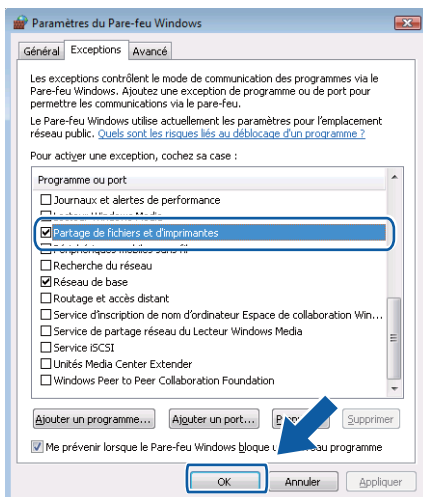 Paramètres du Pare-feu Windows
Général Exceptions Avancé
Les exceptions contrôlent le mode de communication des programmes via le
Pare-feu Windows. Ajoutez une exception de programme ou de port pour
permettre les communications via le pare-feu.
Le Pare-feu Windows utilise actuellement les paramètres pour l'emplacement
réseau public. Quels sont les risques liés au déblocage d'un programme ?
Pour activer une exception, cochez sa case :
Programme ou port
Journaux et alertes de performance
Lecteur Windows Media
Partage de fichiers et d'imprimantes
Périphériques mobiles sans fil
Recherche du réseau
Réseau de base
Routage et accès distant
Service d'inscription de nom d'ordinateur Espace de collaboration Win...
Service de partage réseau du Lecteur Windows Media
Service iSCSI
Unités Media Center Extender
Windows Peer to Peer Collaboration Foundation
Ajouter un programme... Ajouter un port... Supprimer
Me prévenir lorsque le Pare-feu Windows bloque programme
OK Annuler Appliquer